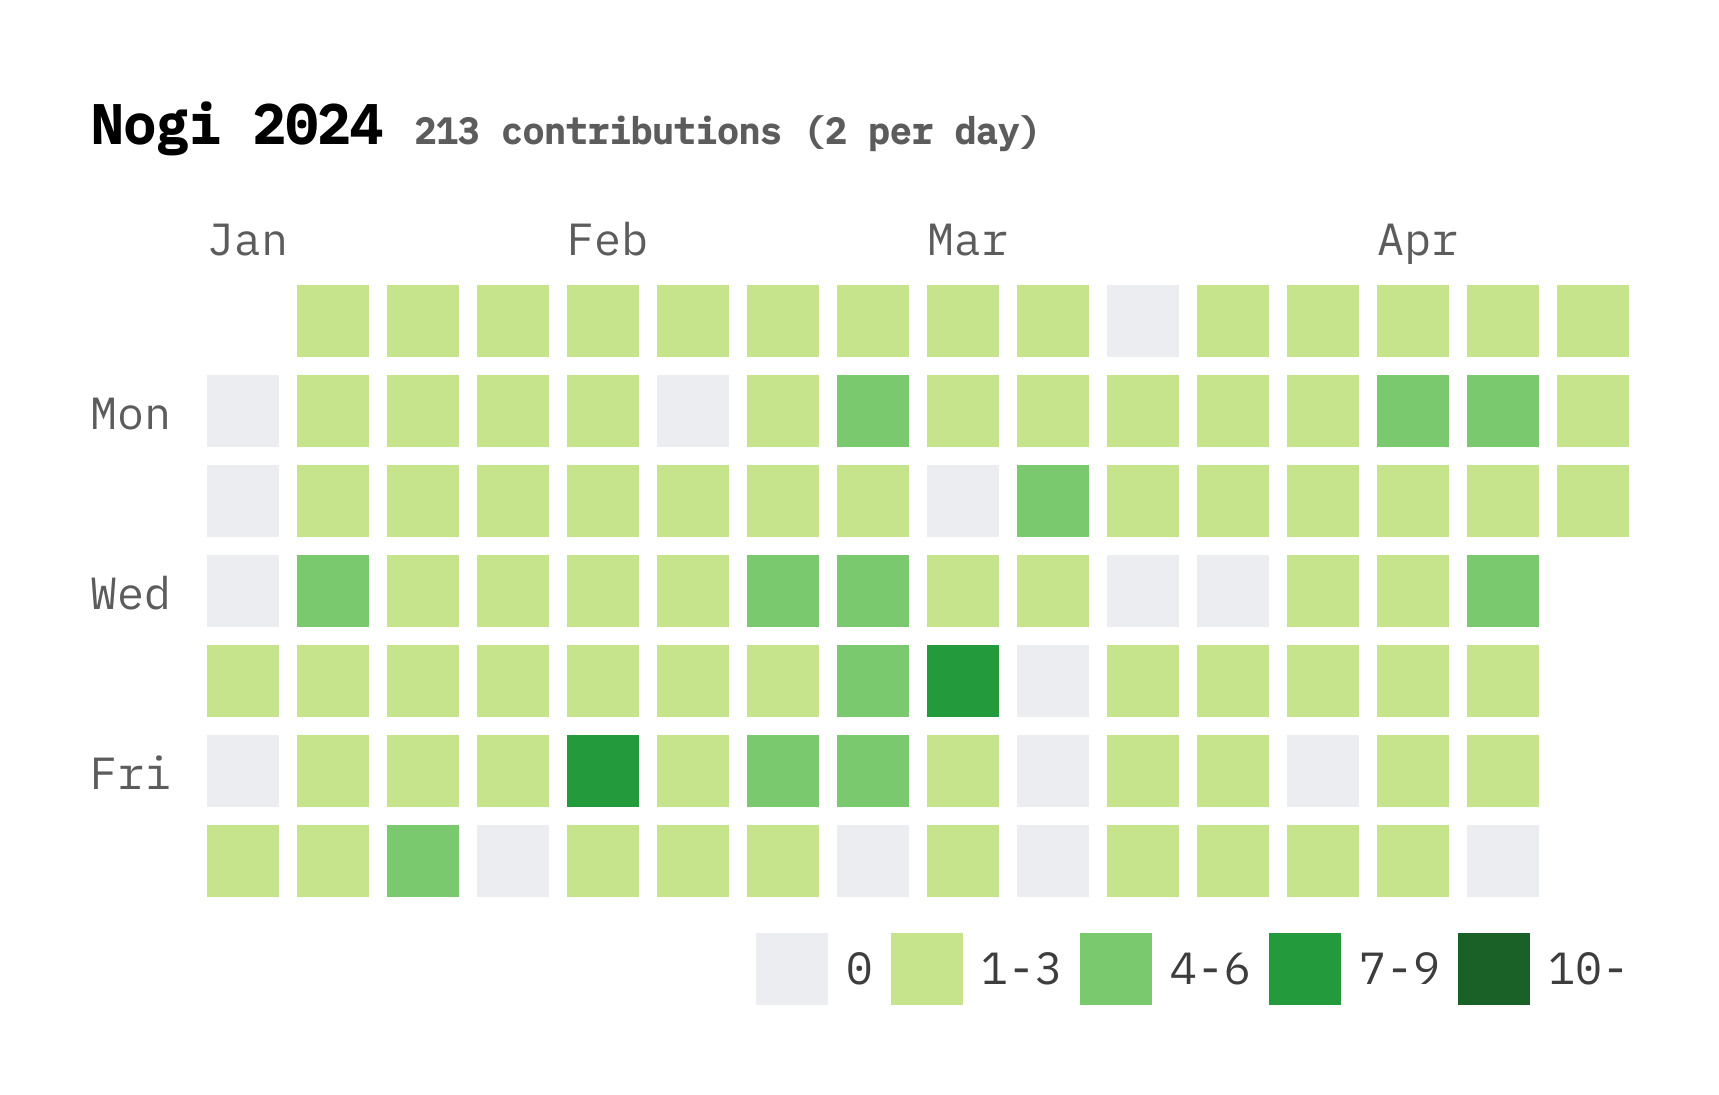 Nogi 2024 213 contributions (2 per day)
Jan Feb Mar Apr
Mon
Wed
Fri
0 1-3 4-6 7-9 10-